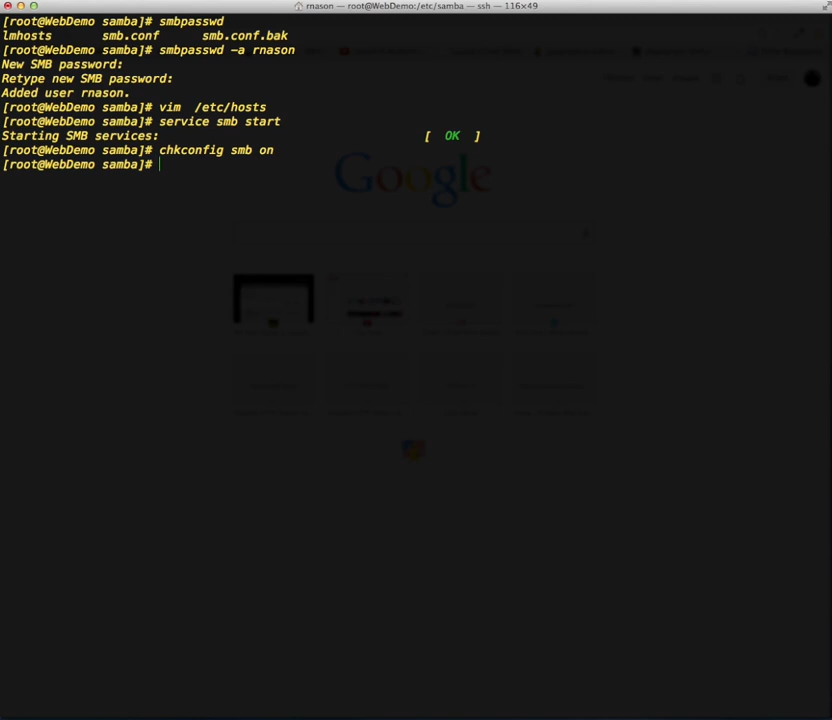 rnason — root@WebDemo:/etc/samba — ssh — 116×49
[root@WebDemo samba]# smbpasswd
lmhosts smb.conf smb.conf.bak
[root@WebDemo samba]# smbpasswd -a rnason
New SMB password:
Retype new SMB password:
Added user rnason.
[root@WebDemo samba]# vim  /etc/hosts
[root@WebDemo samba]# service smb start
Starting SMB services: [ OK ]
[root@WebDemo samba]# chkconfig smb on
[root@WebDemo samba]#
Google